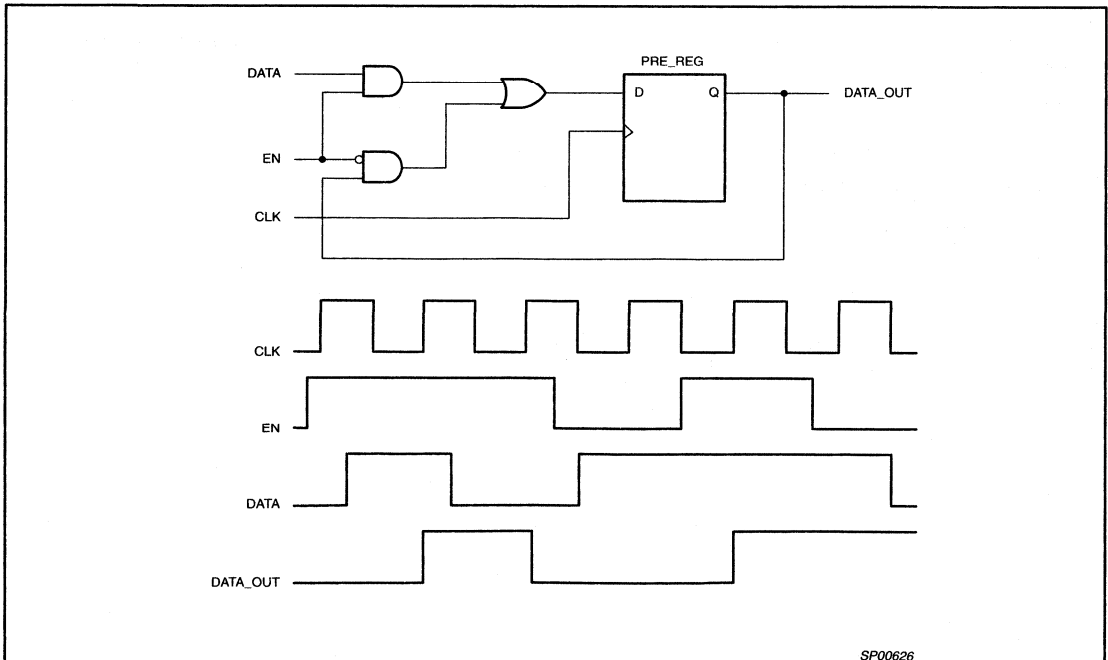 PRE_REG
DATA
D
Q
DATA_OUT
EN
CLK
CLK
EN
DATA
DATA_OUT
SP00626